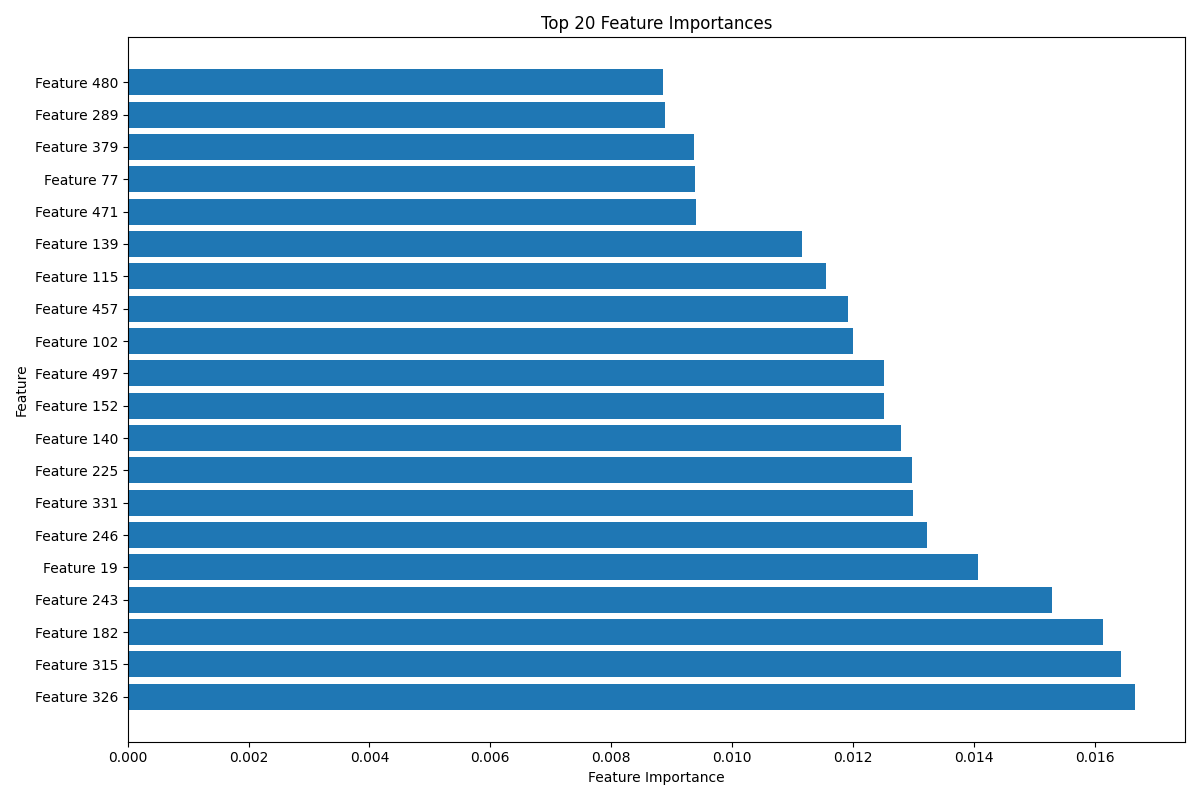 Top 20 Feature Importances
Feature 480
Feature 289
Feature 379
Feature 77
Feature 471
Feature 139
Feature 115
Feature 457
Feature 102
Feature 497
Feature 152
Feature 140
Feature 225
Feature 331
Feature 246
Feature 19
Feature 243
Feature 182
Feature 315
Feature 326
Feature
0.000 0.002 0.004 0.006 0.008 0.010 0.012 0.014 0.016
Feature Importance